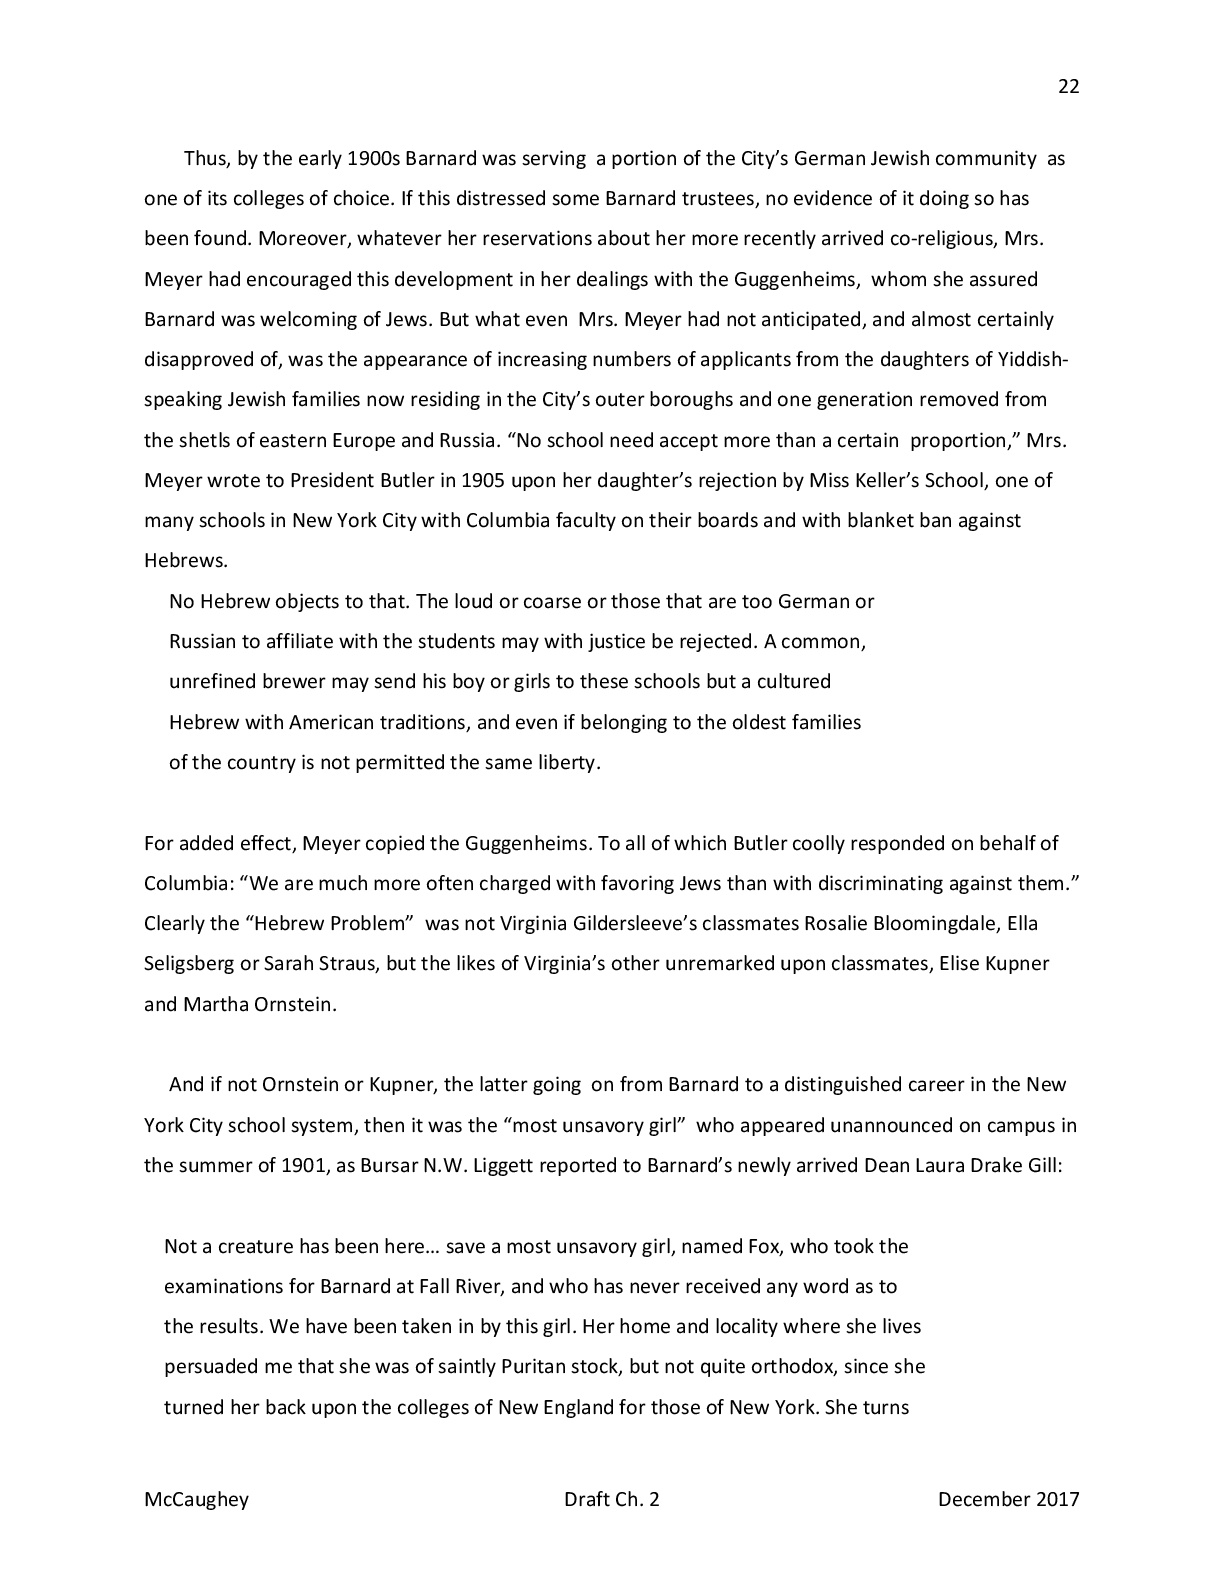 22
Thus, by the early 1900s Barnard was serving a portion of the City’s German Jewish community as
one of its colleges of choice. If this distressed some Barnard trustees, no evidence of it doing so has
been found. Moreover, whatever her reservations about her more recently arrived co-religious, Mrs.
Meyer had encouraged this development in her dealings with the Guggenheims, whom she assured
Barnard was welcoming of Jews. But what even Mrs. Meyer had not anticipated, and almost certainly
disapproved of, was the appearance of increasing numbers of applicants from the daughters of Yiddish-
speaking Jewish families now residing in the City’s outer boroughs and one generation removed from
the shetls of eastern Europe and Russia. “No school need accept more than a certain proportion,” Mrs.
Meyer wrote to President Butler in 1905 upon her daughter’s rejection by Miss Keller’s School, one of
many schools in New York City with Columbia faculty on their boards and with blanket ban against
Hebrews.
No Hebrew objects to that. The loud or coarse or those that are too German or
Russian to affiliate with the students may with justice be rejected. A common,
unrefined brewer may send his boy or girls to these schools but a cultured
Hebrew with American traditions, and even if belonging to the oldest families
of the country is not permitted the same liberty.
For added effect, Meyer copied the Guggenheims. To all of which Butler coolly responded on behalf of
Columbia: “We are much more often charged with favoring Jews than with discriminating against them.”
Clearly the “Hebrew Problem” was not Virginia Gildersleeve’s classmates Rosalie Bloomingdale, Ella
Seligsberg or Sarah Straus, but the likes of Virginia’s other unremarked upon classmates, Elise Kupner
and Martha Ornstein.
And if not Ornstein or Kupner, the latter going on from Barnard to a distinguished career in the New
York City school system, then it was the “most unsavory girl” who appeared unannounced on campus in
the summer of 1901, as Bursar N.W. Liggett reported to Barnard’s newly arrived Dean Laura Drake Gill:
Not a creature has been here… save a most unsavory girl, named Fox, who took the
examinations for Barnard at Fall River, and who has never received any word as to
the results. We have been taken in by this girl. Her home and locality where she lives
persuaded me that she was of saintly Puritan stock, but not quite orthodox, since she
turned her back upon the colleges of New England for those of New York. She turns
McCaughey Draft Ch. 2 December 2017